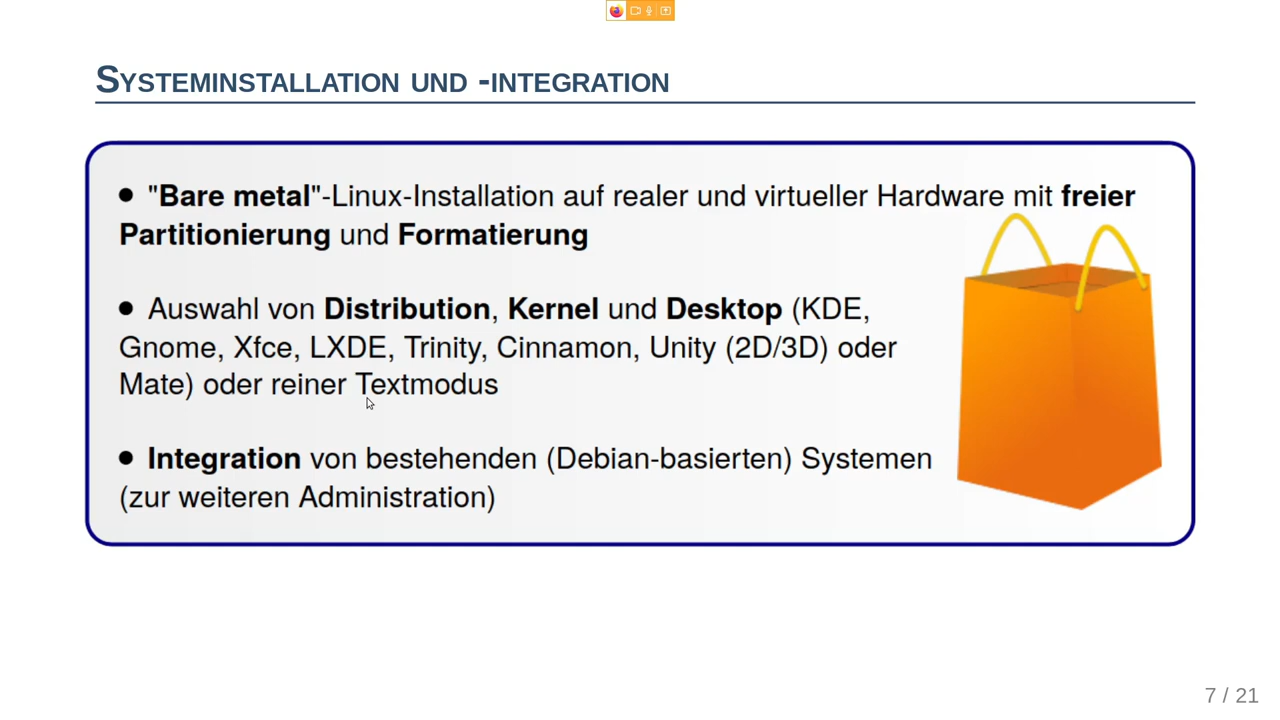 Systeminstallation und -integration
● "Bare metal"-Linux-Installation auf realer und virtueller Hardware mit freier
Partitionierung und Formatierung
● Auswahl von Distribution, Kernel und Desktop (KDE,
Gnome, Xfce, LXDE, Trinity, Cinnamon, Unity (2D/3D) oder
Mate) oder reiner Textmodus
● Integration von bestehenden (Debian-basierten) Systemen
(zur weiteren Administration)
7 / 21